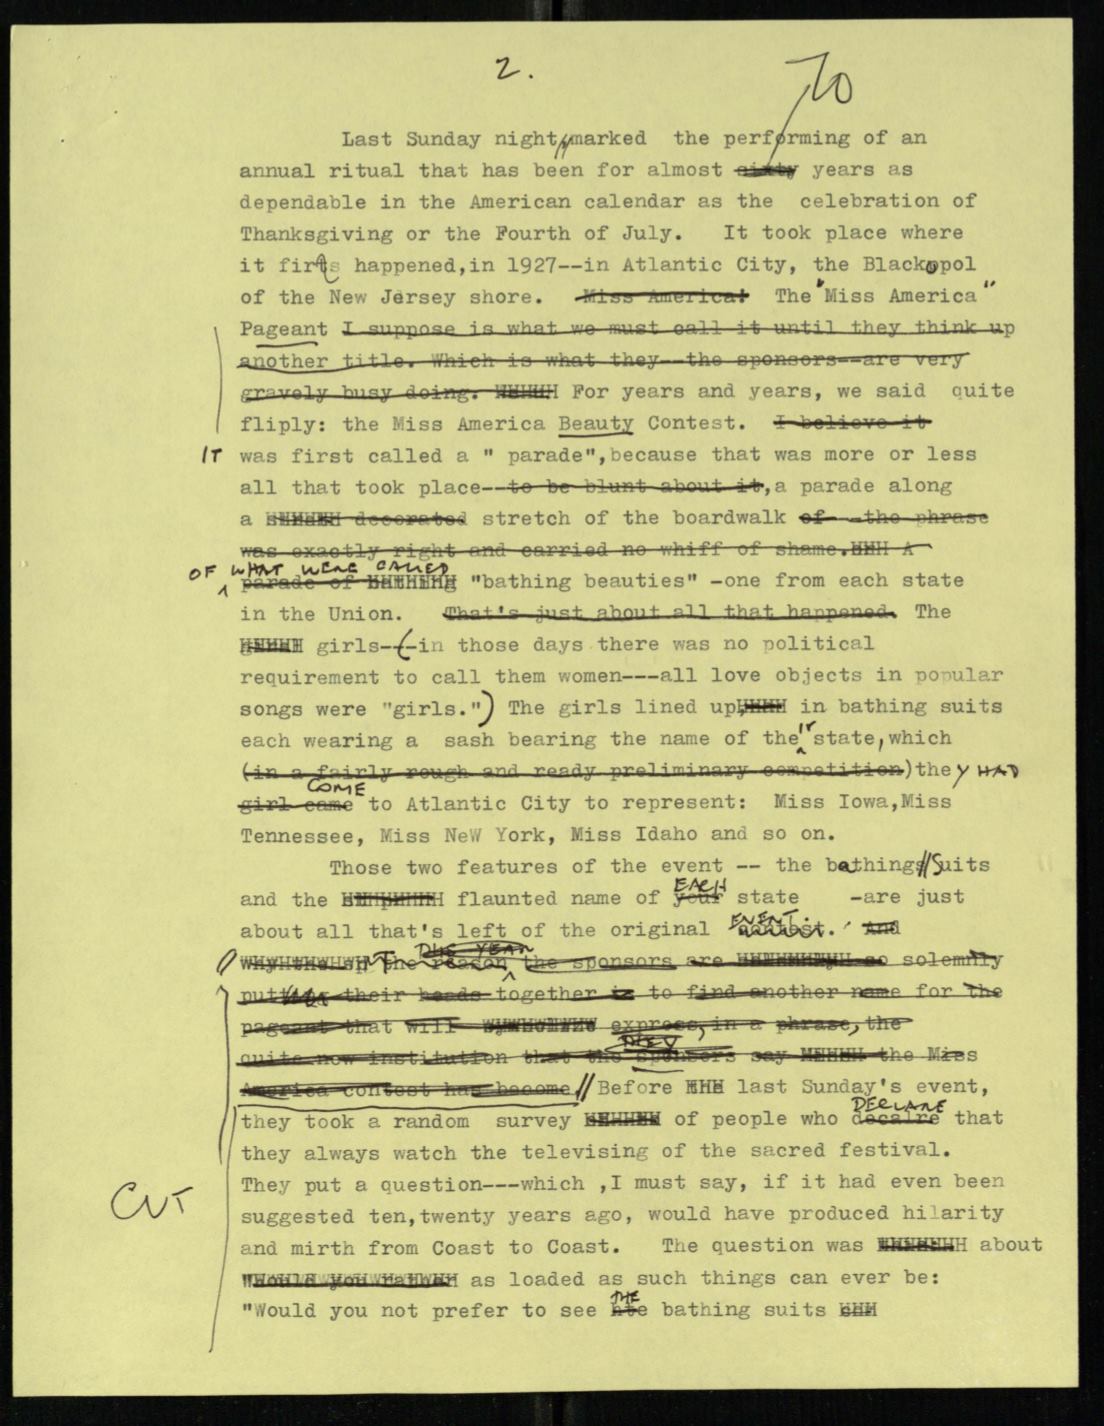 2.
70
Last Sunday night, marked the performing of an
annual ritual that has been for almost sixty years as
dependable in the American calendar as the celebration of
Thanksgiving or the Fourth of July. It took place where
it firts happened,in 1927--in Atlantic City, the Blackopol
of the New Jersey shore. Miss America! The "Miss America"
Pageant I suppose is what we must call it until they think up
another title. Which is what they--the sponsors--are very
gravely busy doing. For years and years, we said quite
fliply: the Miss America Beauty Contest. I believe it
IT was first called a " parade",because that was more or less
all that took place--to be blunt about it,a parade along
a decorated stretch of the boardwalk of -the phrase
was exactly right and carried no whiff of shame. A
OF WHAT WERE CALLED
parade of "bathing beauties" -one from each state
in the Union. That's just about all that happened. The
girls--(-in those days there was no political
requirement to call them women---all love objects in popular
songs were "girls.") The girls lined up, in bathing suits
each wearing a sash bearing the name of their state,which
(in a fairly rough and ready preliminary competition)they HAD
COME
girl came to Atlantic City to represent: Miss Iowa,Miss
Tennessee, Miss NeW York, Miss Idaho and so on.
Those two features of the event -- the bathings//Suits
EACH
and the flaunted name of your state -are just
EVENT.
about all that's left of the original contest. And
THE YEAR
the reason the sponsors are so solemnly
putting their heads together is to find another name for the
pageant that will express, in a phrase, the
THEY
quite new institution that the sponsers say the Miss
America contest has become.// Before last Sunday's event,
DECLARE
they took a random survey of people who decalre that
they always watch the televising of the sacred festival.
They put a question---which ,I must say, if it had even been
CUT
suggested ten,twenty years ago, would have produced hilarity
and mirth from Coast to Coast. The question was about
Would you rather as loaded as such things can ever be:
THE
"Would you not prefer to see hte bathing suits